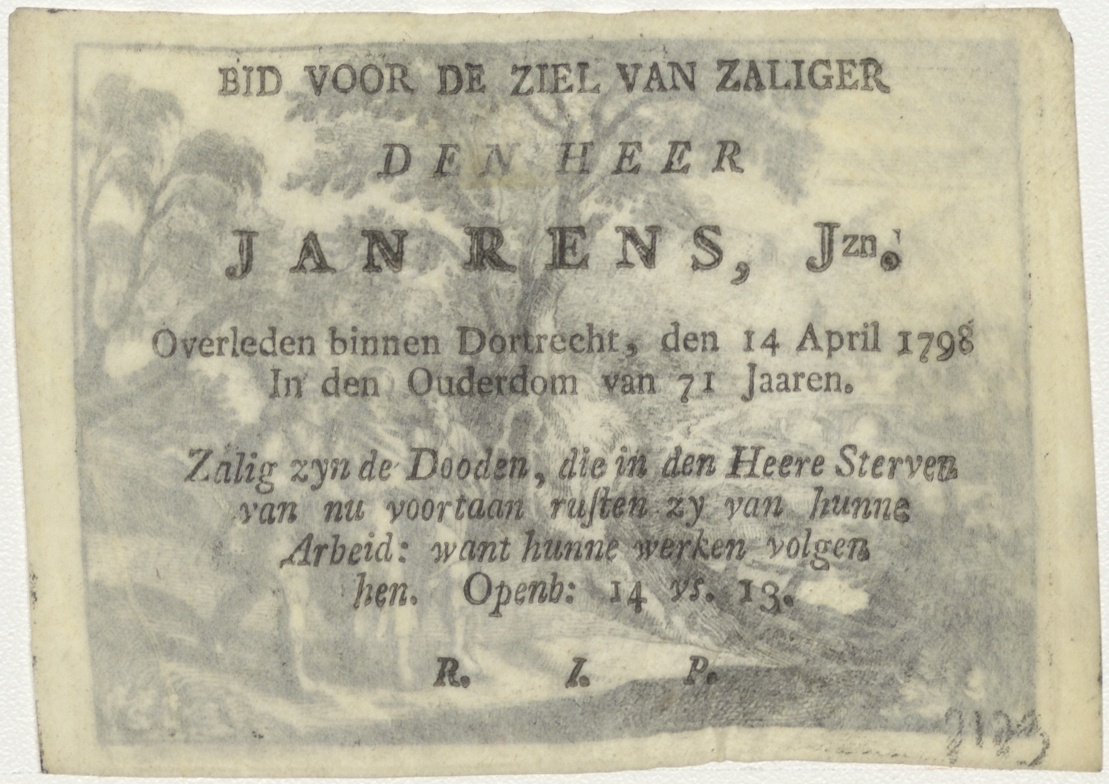 BID VOOR DE ZIEL VAN ZALIGER
DEN HEER
JAN RENS, Jzn.
Overleden binnen Dortrecht, den 14 April 1798
In den Ouderdom van 71 Jaaren.
Zalig zyn de Dooden, die in den Heere Sterven
van nu voortaan ruſten zy van hunne
Arbeid: want hunne werken volgen
hen. Openb: 14 vs. 13.
R. I. P.